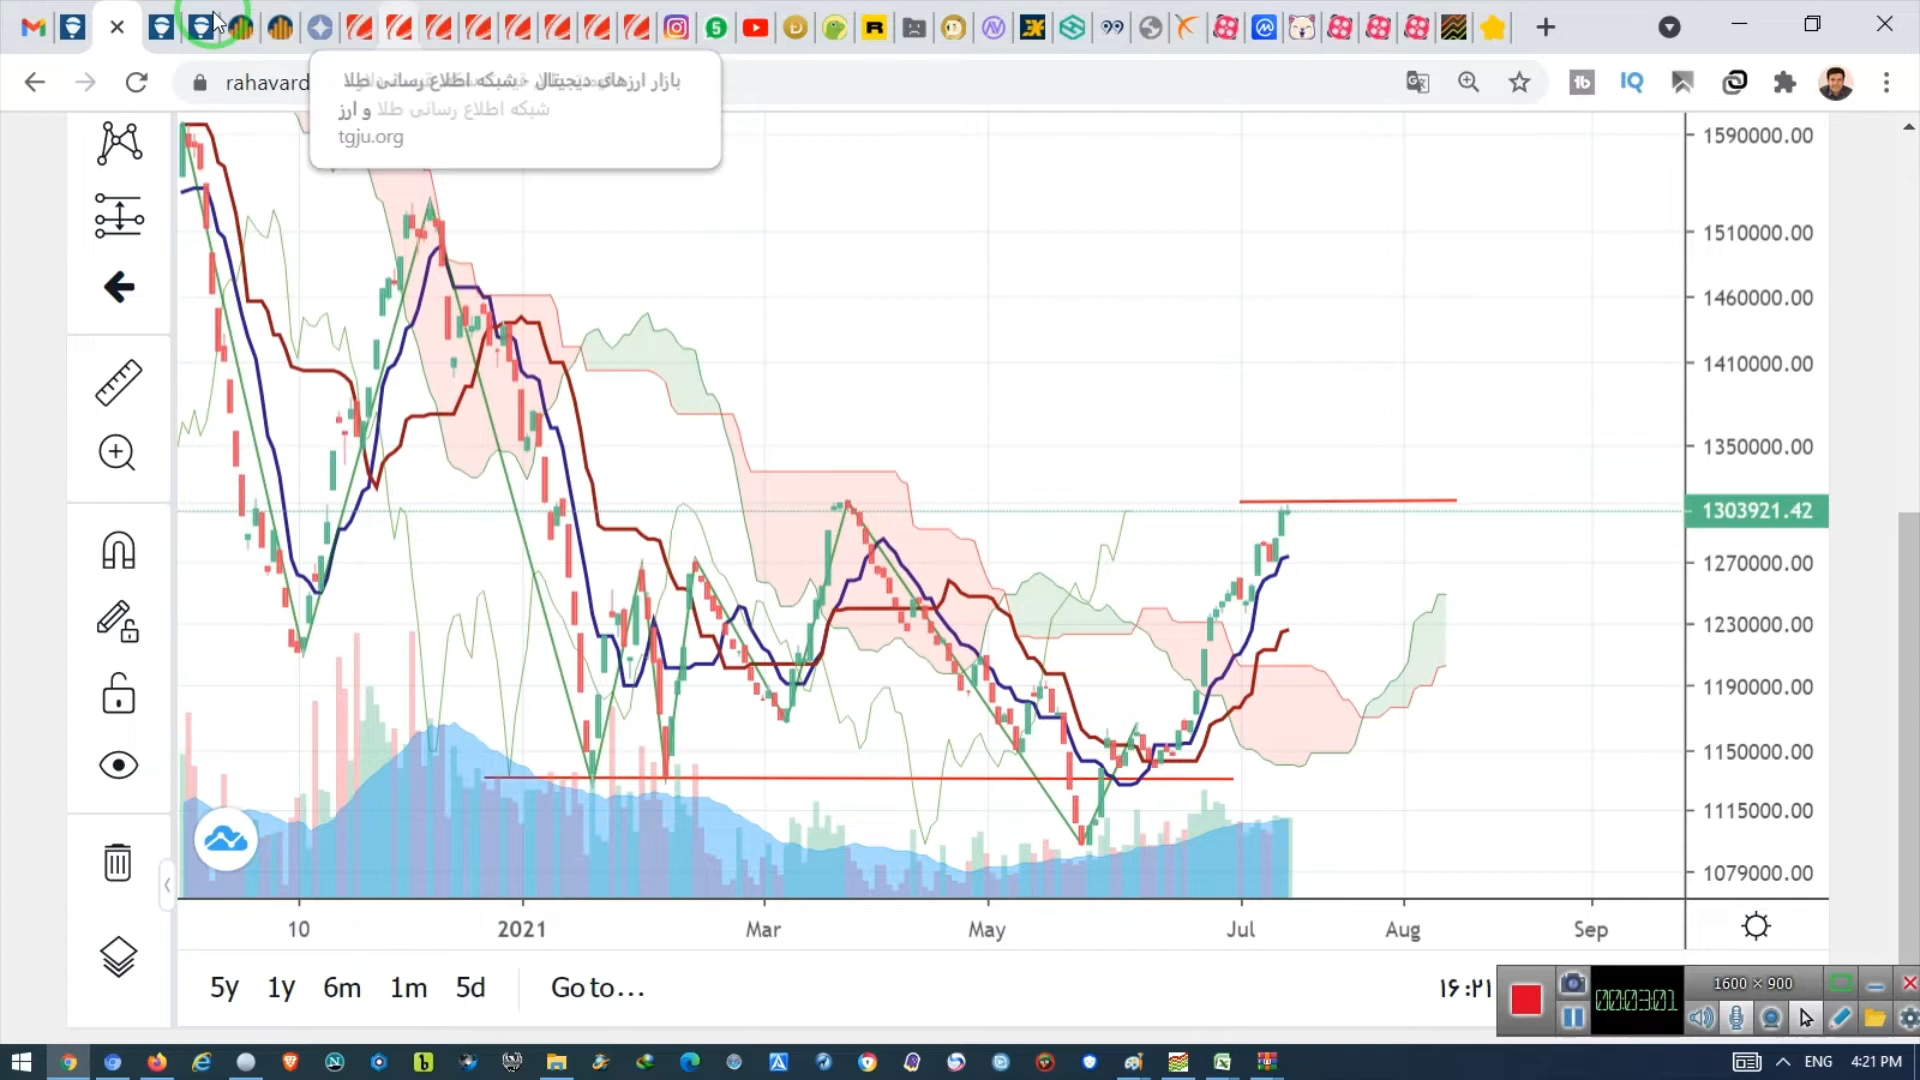 rahavard
بازار ارزهای دیجیتال - شبکه اطلاع رسانی طلا
شبکه اطلاع رسانی طلا و ارز
tgju.org
1590000.00
1510000.00
1460000.00
1410000.00
1350000.00
1303921.42
1270000.00
1230000.00
1190000.00
1150000.00
1115000.00
1079000.00
10 2021 Mar May Jul Aug Sep
5y 1y 6m 1m 5d Go to...
۱۶:۲۱
1600 × 900
00:03:01
ENG 4:21 PM